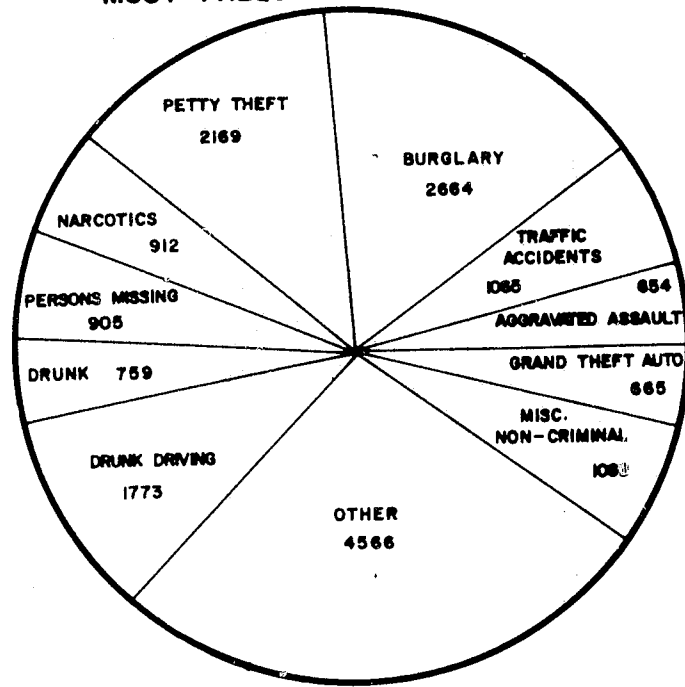 PETTY THEFT
2169
BURGLARY
2664
TRAFFIC
ACCIDENTS
1065
654
AGGRAVATED ASSAULT
GRAND THEFT AUTO
665
MISC.
NON-CRIMINAL
OTHER
4566
DRUNK DRIVING
1773
DRUNK 759
PERSONS MISSING
905
NARCOTICS
912